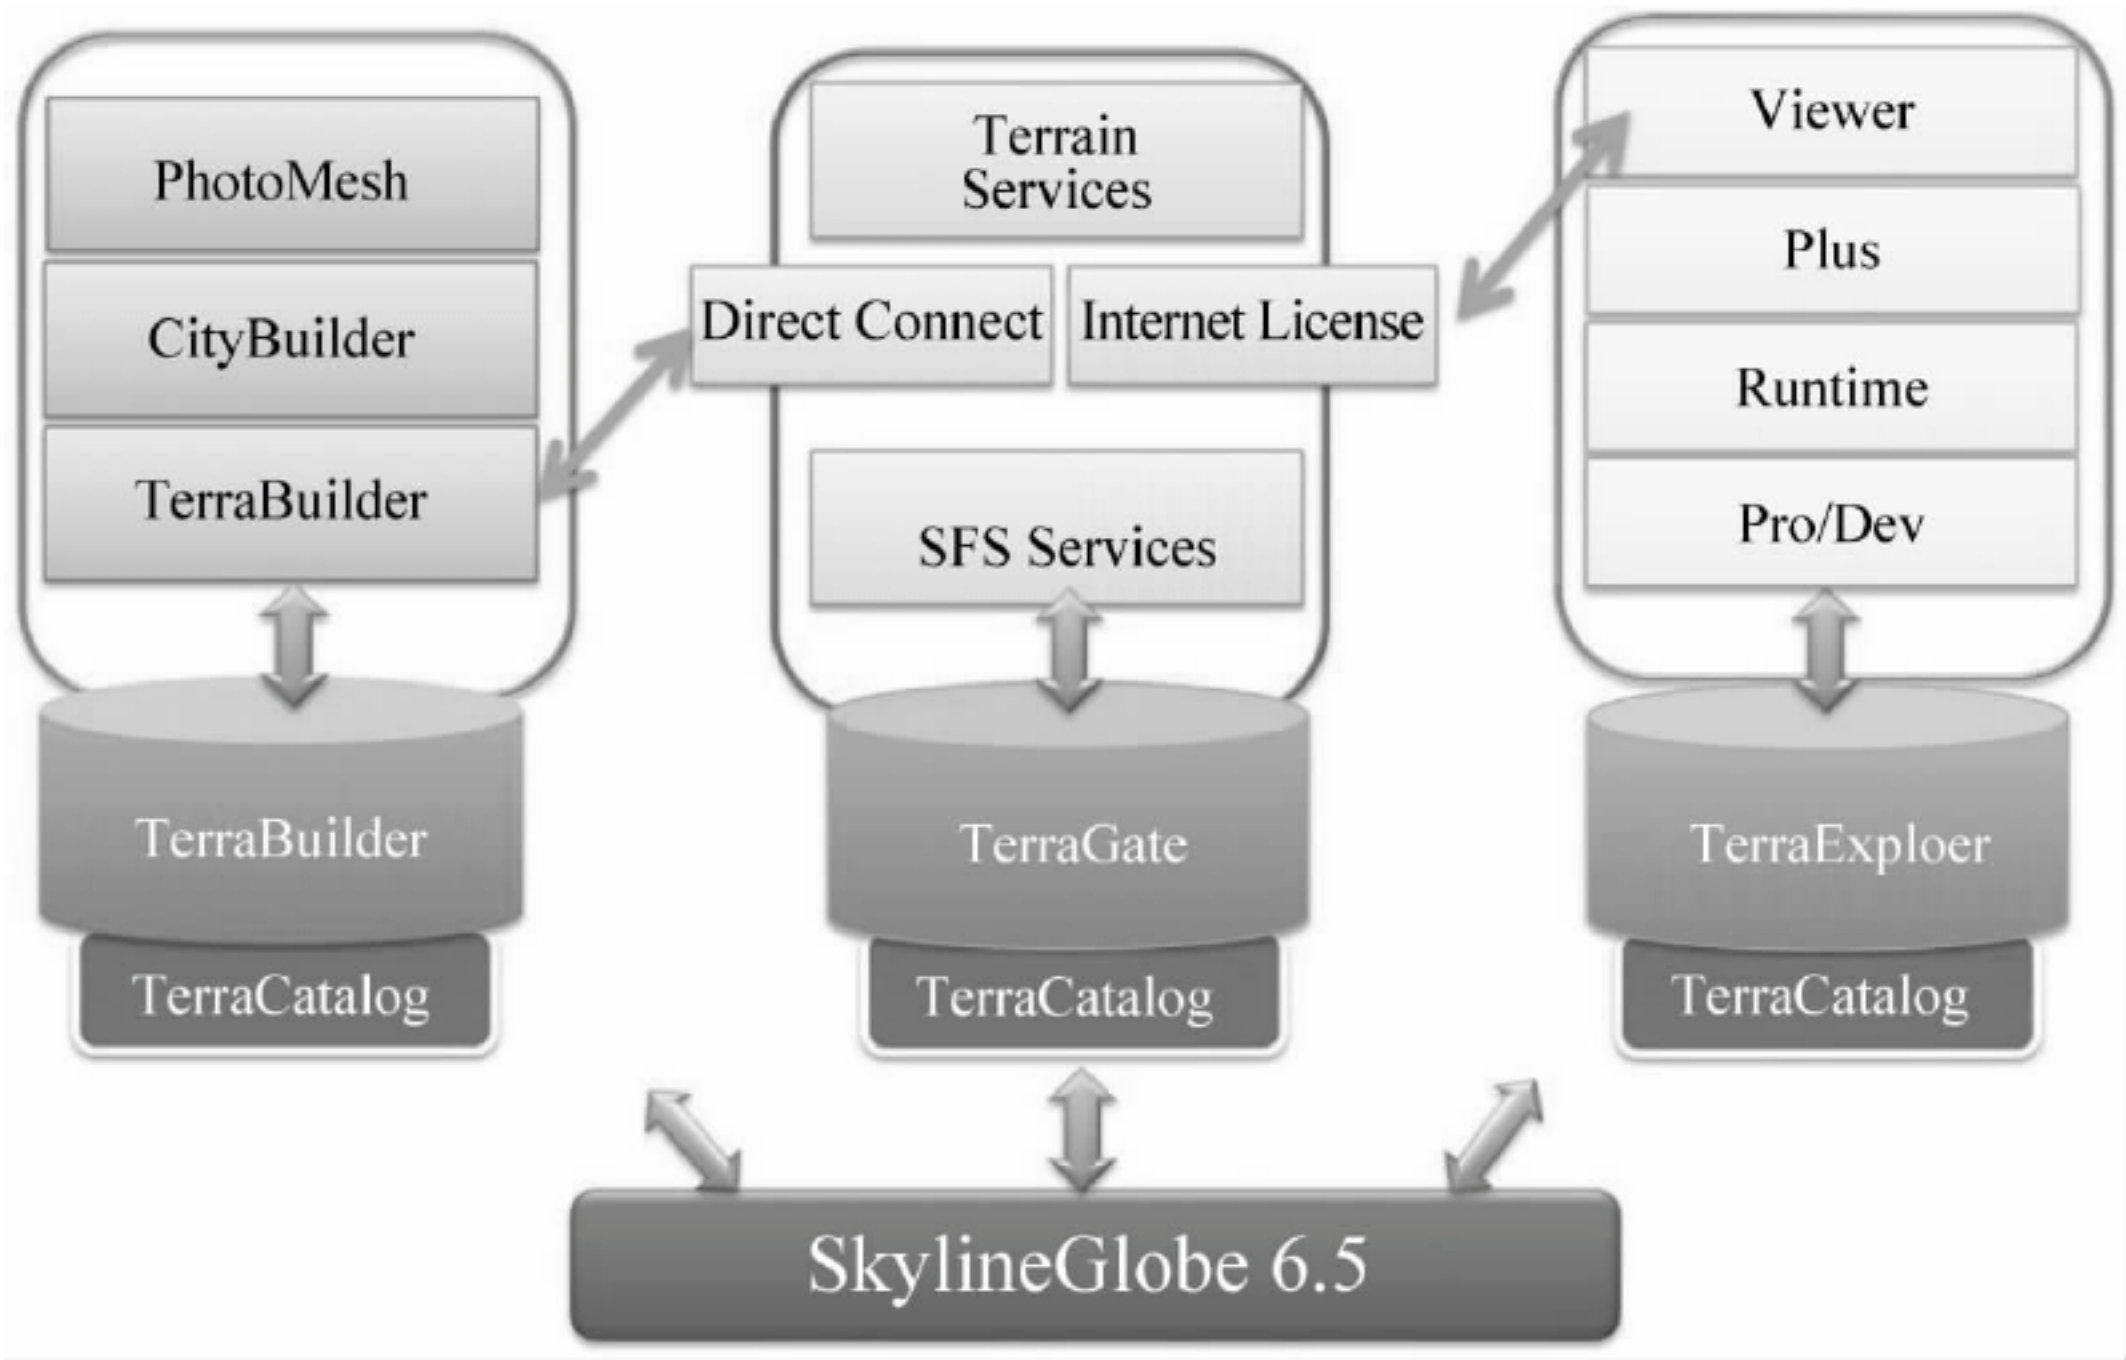 PhotoMesh
CityBuilder
TerraBuilder
TerraBuilder
TerraCatalog
Terrain
Services
Direct Connect
Internet License
SFS Services
TerraGate
TerraCatalog
Viewer
Plus
Runtime
Pro/Dev
TerraExploer
TerraCatalog
SkylineGlobe 6.5